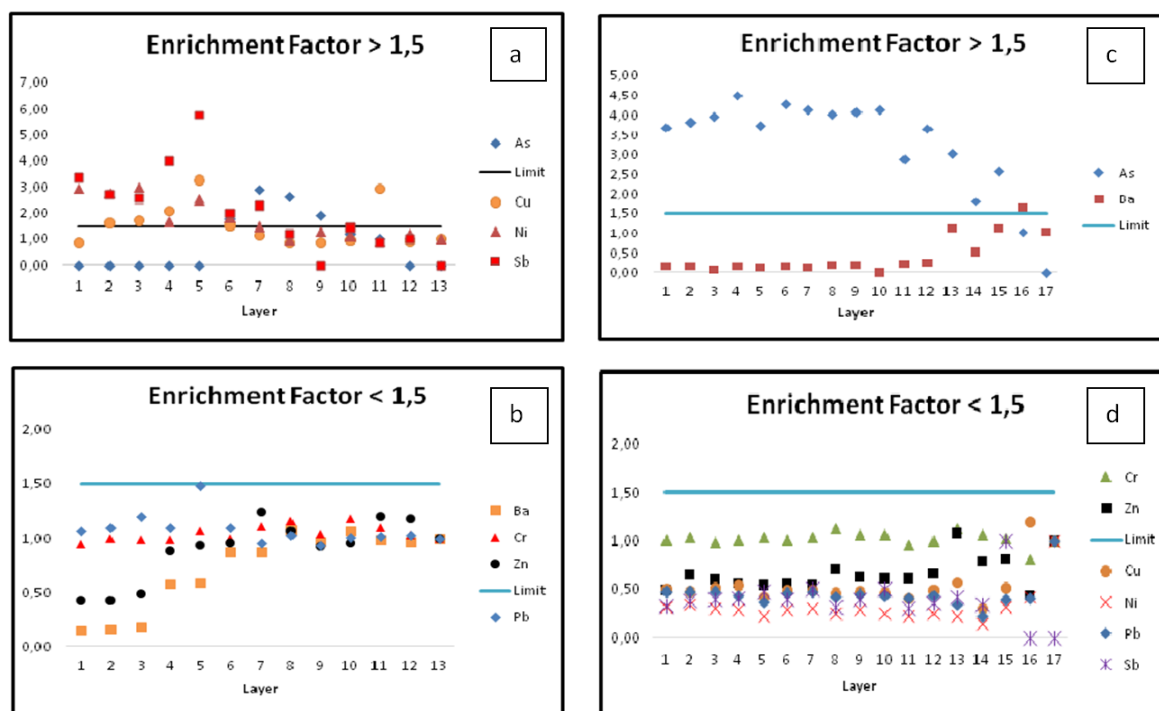 Enrichment Factor > 1,5
a
7,00
6,00
5,00
4,00
3,00
2,00
1,00
0,00
1 2 3 4 5 6 7 8 9 10 11 12 13
Layer
As
Limit
Cu
Ni
Sb
Enrichment Factor > 1,5
c
5,00
4,50
4,00
3,50
3,00
2,50
2,00
1,50
1,00
0,50
0,00
1 2 3 4 5 6 7 8 9 10 11 12 13 14 15 16 17
Layer
As
Ba
Limit
Enrichment Factor < 1,5
b
2,00
1,50
1,00
0,50
0,00
1 2 3 4 5 6 7 8 9 10 11 12 13
Layer
Ba
Cr
Zn
Limit
Pb
Enrichment Factor < 1,5
d
2,00
1,50
1,00
0,50
0,00
1 2 3 4 5 6 7 8 9 10 11 12 13 14 15 16 17
Layer
Cr
Zn
Limit
Cu
Ni
Pb
Sb